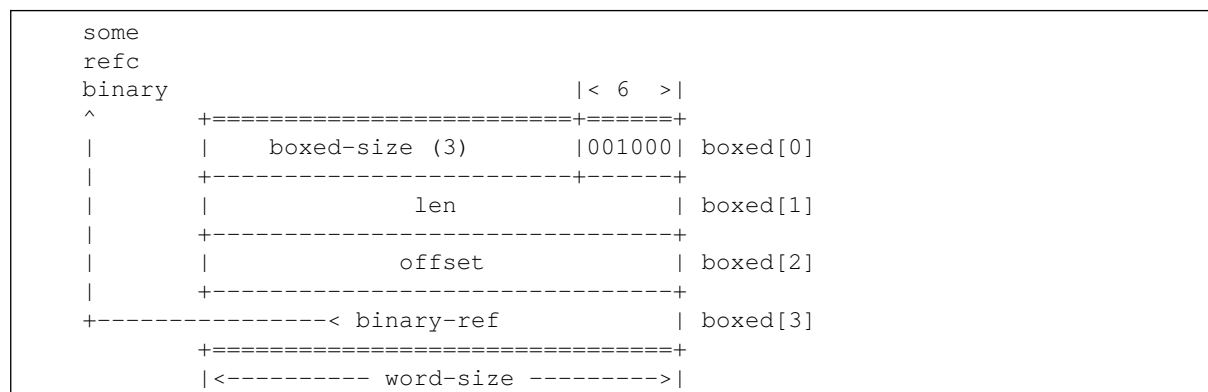 some
refc
binary                            |< 6  >|
^       +=========================+======+
|       |    boxed-size (3)       |001000| boxed[0]
|       +-------------------------+------+
|       |              len               | boxed[1]
|       +--------------------------------+
|       |             offset             | boxed[2]
|       +--------------------------------+
+----------------< binary-ref            | boxed[3]
        +================================+
        |<---------- word-size --------->|